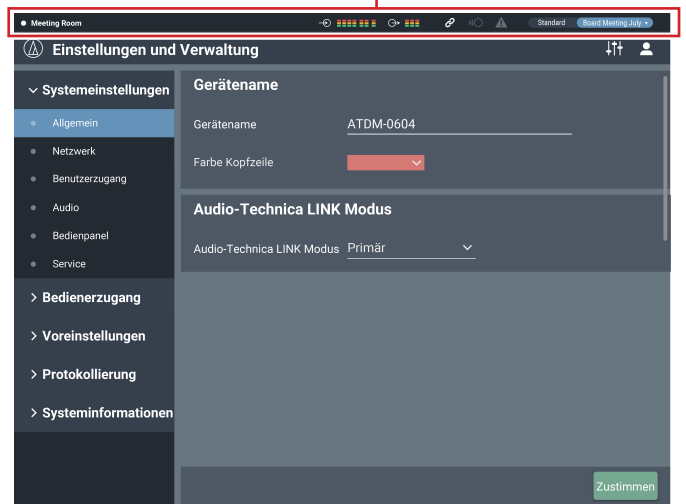 Meeting Room
Standard
Board Meeting July
Einstellungen und Verwaltung
Systemeinstellungen
Allgemein
Netzwerk
Benutzerzugang
Audio
Bedienpanel
Service
Bedienerzugang
Voreinstellungen
Protokollierung
Systeminformationen
Gerätename
Gerätename ATDM-0604
Farbe Kopfzeile
Audio-Technica LINK Modus
Audio-Technica LINK Modus Primär
Zustimmen